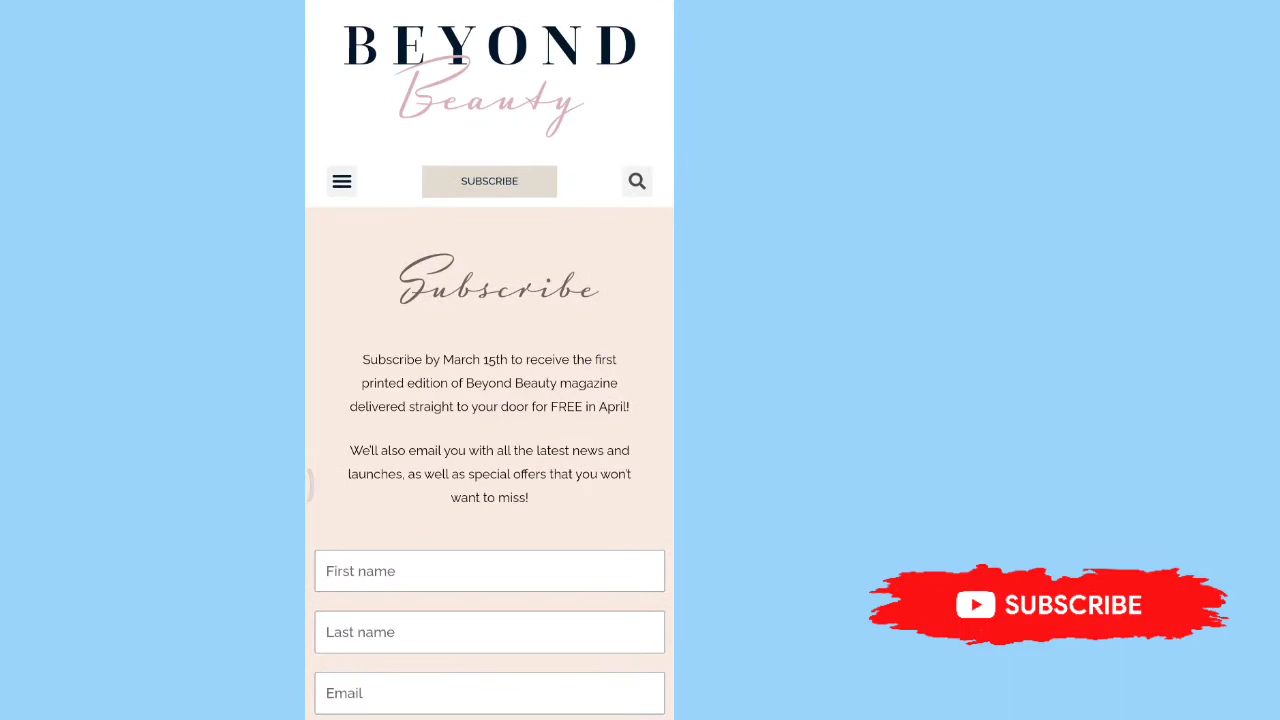 BEYOND
Beauty
SUBSCRIBE
Subscribe
Subscribe by March 15th to receive the first
printed edition of Beyond Beauty magazine
delivered straight to your door for FREE in April!
We'll also email you with all the latest news and
launches, as well as special offers that you won't
want to miss!
First name
Last name
Email
SUBSCRIBE